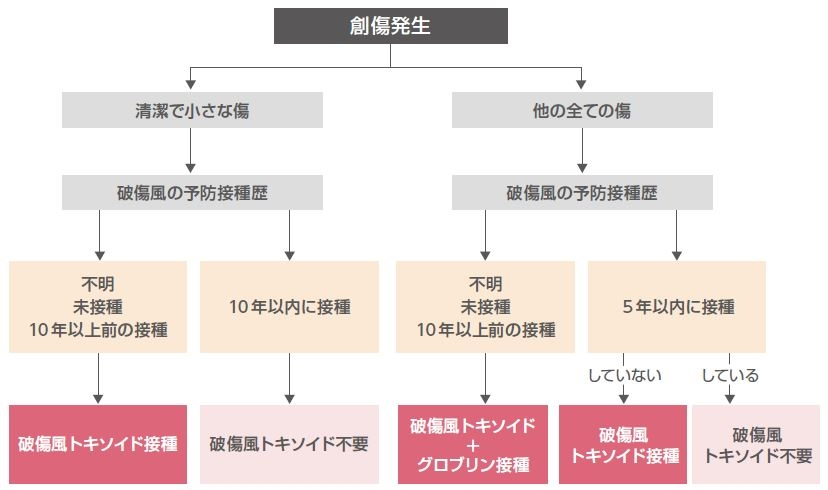 創傷発生
清潔で小さな傷
他の全ての傷
破傷風の予防接種歴
破傷風の予防接種歴
不明
未接種
10年以上前の接種
10年以内に接種
不明
未接種
10年以上前の接種
5年以内に接種
していない
している
破傷風トキソイド接種
破傷風トキソイド不要
破傷風トキソイド
+
グロブリン接種
破傷風
トキソイド接種
破傷風
トキソイド不要